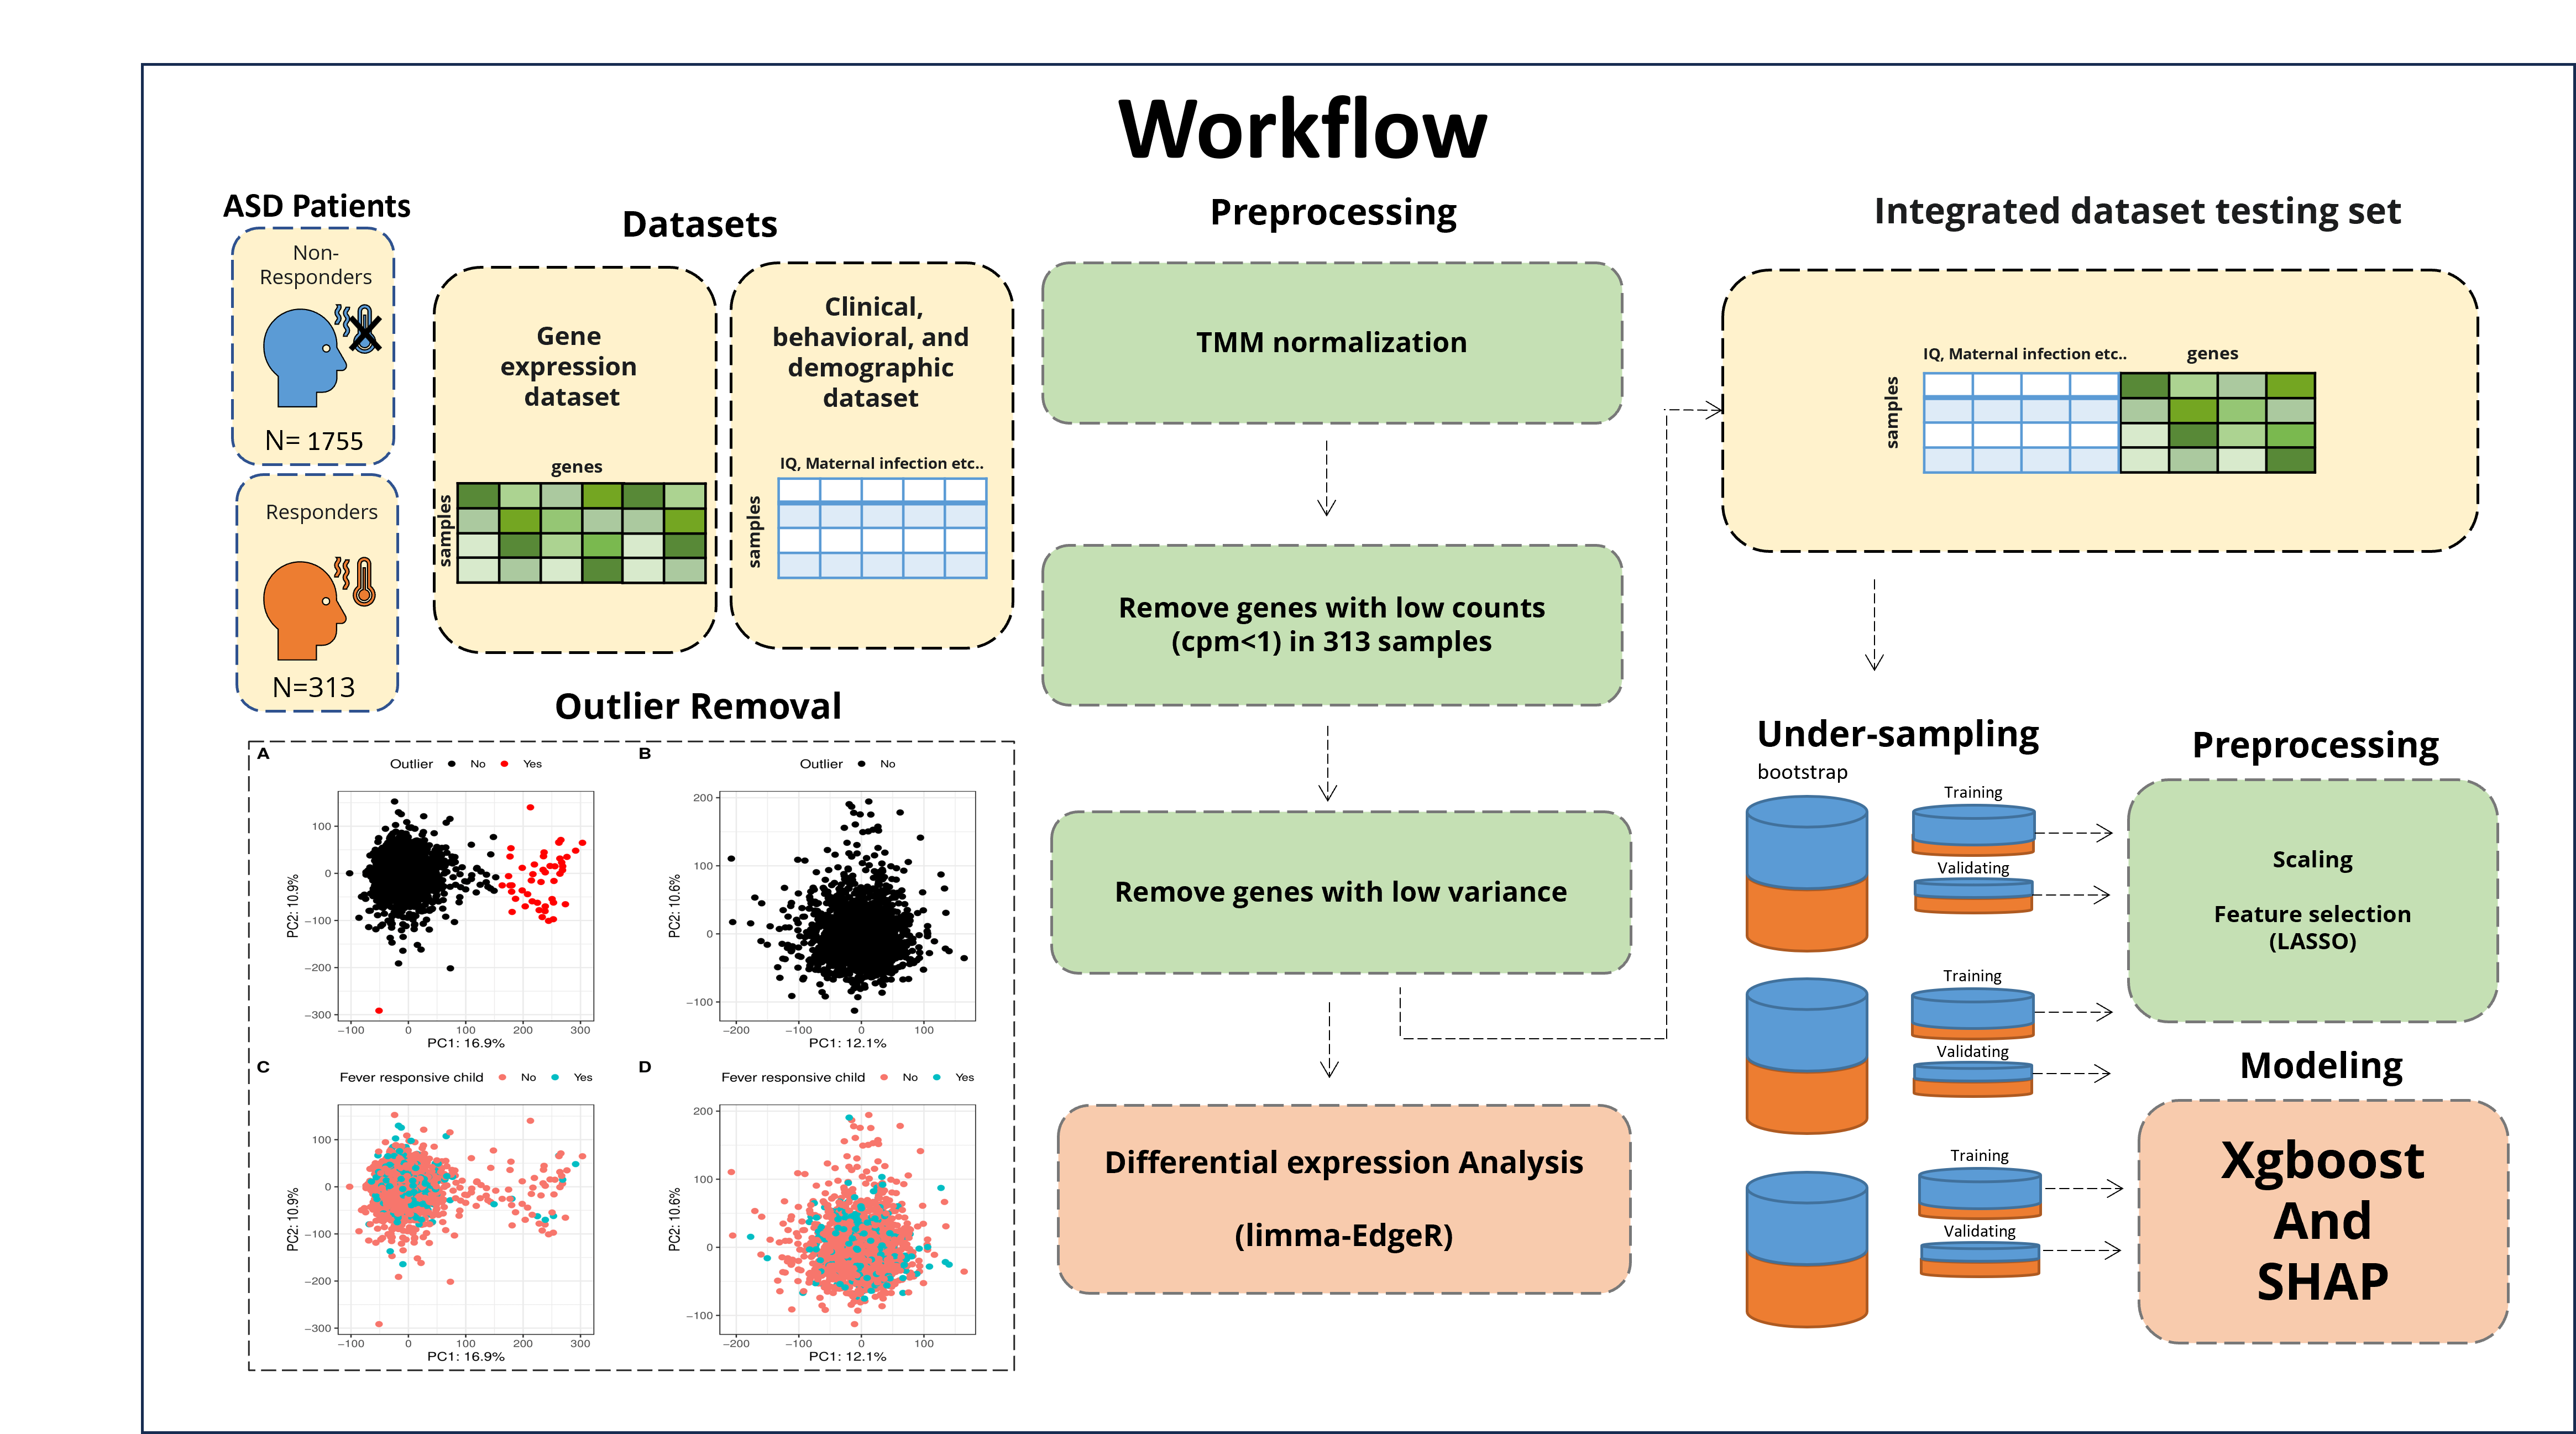 Workflow
ASD Patients
Non-
Responders
N= 1755
Responders
N=313
Datasets
Gene
expression
dataset
genes
samples
Clinical,
behavioral, and
demographic
dataset
IQ, Maternal infection etc..
samples
Outlier Removal
A
Outlier No Yes
100
0
−100
−200
−300
PC2: 10.9%
−100 0 100 200 300
PC1: 16.9%
B
Outlier No
200
100
0
−100
PC2: 10.6%
−200 −100 0 100
PC1: 12.1%
C
Fever responsive child No Yes
100
0
−100
−200
−300
PC2: 10.9%
−100 0 100 200 300
PC1: 16.9%
D
Fever responsive child No Yes
200
100
0
−100
PC2: 10.6%
−200 −100 0 100
PC1: 12.1%
Preprocessing
TMM normalization
Remove genes with low counts
(cpm<1) in 313 samples
Remove genes with low variance
Differential expression Analysis
(limma-EdgeR)
Integrated dataset testing set
IQ, Maternal infection etc.. genes
samples
Under-sampling
bootstrap
Training
Validating
Training
Validating
Training
Validating
Preprocessing
Scaling
Feature selection
(LASSO)
Modeling
Xgboost
And
SHAP